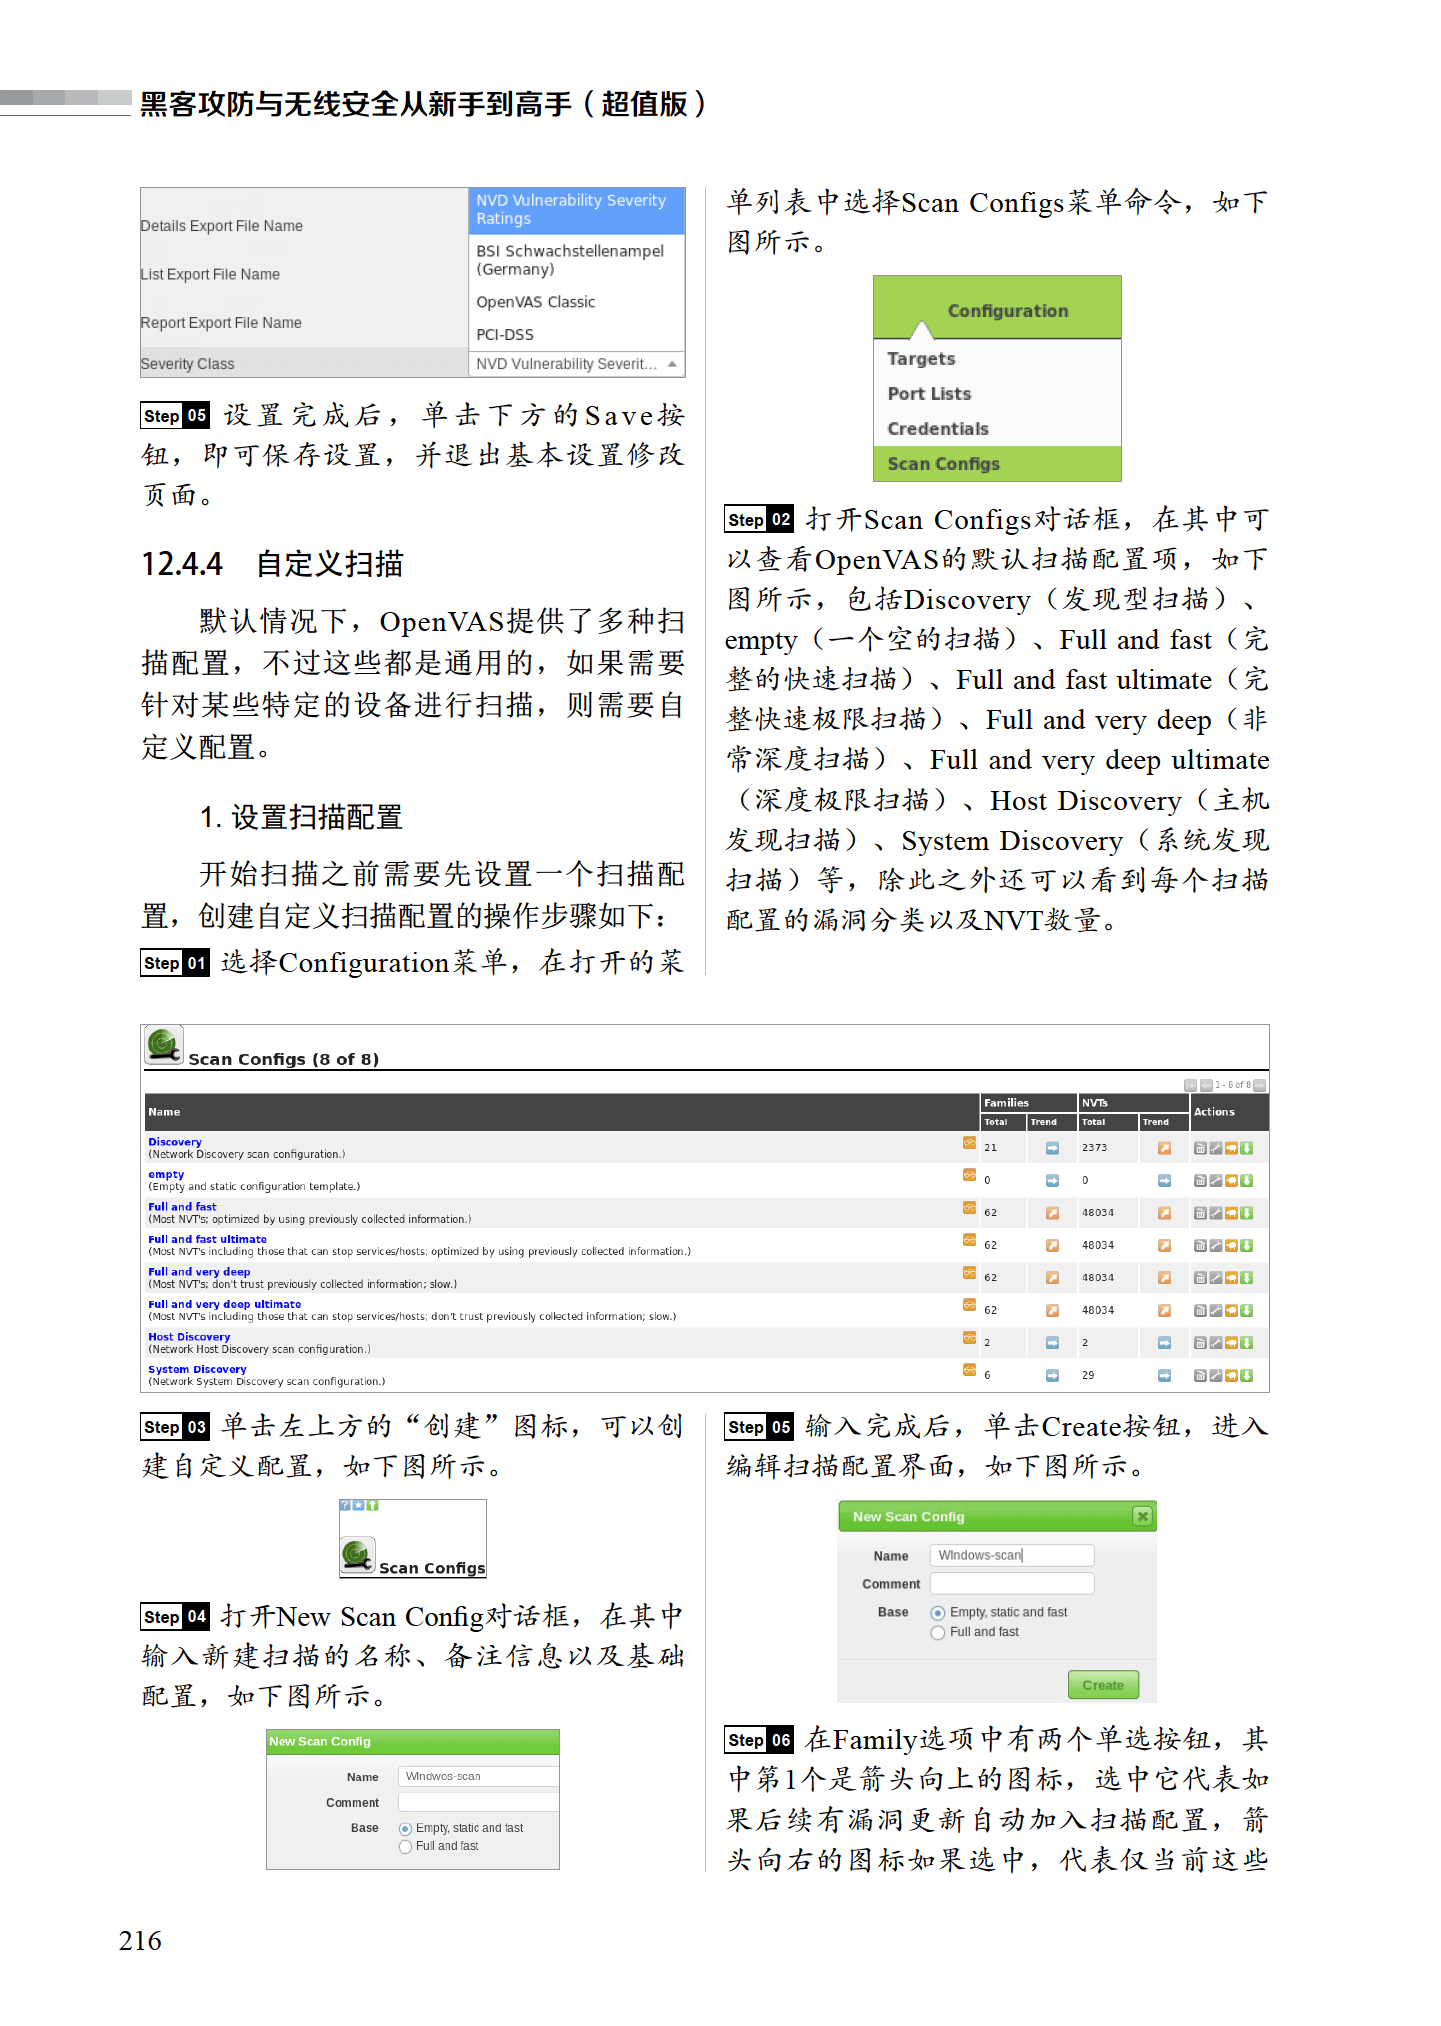 黑客攻防与无线安全从新手到高手（超值版）
Details Export File Name
List Export File Name
Report Export File Name
Severity Class
NVD Vulnerability Severity
Ratings
BSI Schwachstellenampel
(Germany)
OpenVAS Classic
PCI-DSS
NVD Vulnerability Severit...
Step 05 设置完成后，单击下方的Save按
钮，即可保存设置，并退出基本设置修改
页面。
12.4.4 自定义扫描
默认情况下，OpenVAS提供了多种扫
描配置，不过这些都是通用的，如果需要
针对某些特定的设备进行扫描，则需要自
定义配置。
1. 设置扫描配置
开始扫描之前需要先设置一个扫描配
置，创建自定义扫描配置的操作步骤如下：
Step 01 选择Configuration菜单，在打开的菜
单列表中选择Scan Configs菜单命令，如下
图所示。
Configuration
Targets
Port Lists
Credentials
Scan Configs
Step 02 打开Scan Configs对话框，在其中可
以查看OpenVAS的默认扫描配置项，如下
图所示，包括Discovery（发现型扫描）、
empty（一个空的扫描）、Full and fast（完
整的快速扫描）、Full and fast ultimate（完
整快速极限扫描）、Full and very deep（非
常深度扫描）、Full and very deep ultimate
（深度极限扫描）、Host Discovery（主机
发现扫描）、System Discovery（系统发现
扫描）等，除此之外还可以看到每个扫描
配置的漏洞分类以及NVT数量。
Scan Configs (8 of 8)
1 - 8 of 8
Name Families NVTs Actions
Total Trend Total Trend
Discovery
(Network Discovery scan configuration.) 21 2373
empty
(Empty and static configuration template.) 0 0
Full and fast
(Most NVT's; optimized by using previously collected information.) 62 48034
Full and fast ultimate
(Most NVT's including those that can stop services/hosts; optimized by using previously collected information.) 62 48034
Full and very deep
(Most NVT's; don't trust previously collected information; slow.) 62 48034
Full and very deep ultimate
(Most NVT's including those that can stop services/hosts; don't trust previously collected information; slow.) 62 48034
Host Discovery
(Network Host Discovery scan configuration.) 2 2
System Discovery
(Network System Discovery scan configuration.) 6 29
Step 03 单击左上方的“创建”图标，可以创
建自定义配置，如下图所示。
Scan Configs
Step 04 打开New Scan Config对话框，在其中
输入新建扫描的名称、备注信息以及基础
配置，如下图所示。
New Scan Config
Name WIndwos-scan
Comment
Base Empty, static and fast
Full and fast
Step 05 输入完成后，单击Create按钮，进入
编辑扫描配置界面，如下图所示。
New Scan Config
Name WIndows-scan
Comment
Base Empty, static and fast
Full and fast
Create
Step 06 在Family选项中有两个单选按钮，其
中第1个是箭头向上的图标，选中它代表如
果后续有漏洞更新自动加入扫描配置，箭
头向右的图标如果选中，代表仅当前这些
216